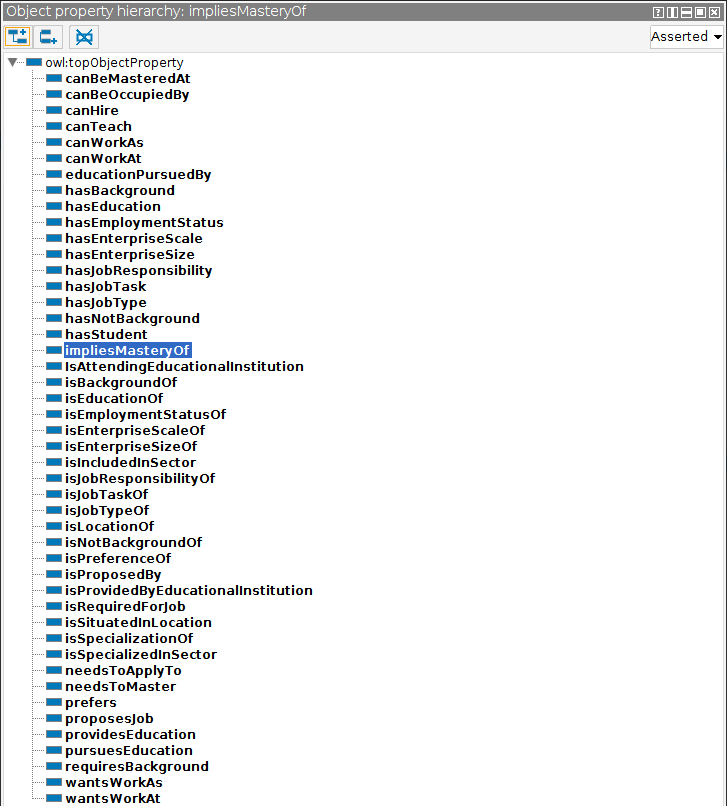 Object property hierarchy: impliesMasteryOf
Asserted
owl:topObjectProperty
canBeMasteredAt
canBeOccupiedBy
canHire
canTeach
canWorkAs
canWorkAt
educationPursuedBy
hasBackground
hasEducation
hasEmploymentStatus
hasEnterpriseScale
hasEnterpriseSize
hasJobResponsibility
hasJobTask
hasJobType
hasNotBackground
hasStudent
impliesMasteryOf
IsAttendingEducationalInstitution
isBackgroundOf
isEducationOf
isEmploymentStatusOf
isEnterpriseScaleOf
isEnterpriseSizeOf
isIncludedInSector
isJobResponsibilityOf
isJobTaskOf
isJobTypeOf
isLocationOf
isNotBackgroundOf
isPreferenceOf
isProposedBy
isProvidedByEducationalInstitution
isRequiredForJob
isSituatedInLocation
isSpecializationOf
isSpecializedInSector
needsToApplyTo
needsToMaster
prefers
proposesJob
providesEducation
pursuesEducation
requiresBackground
wantsWorkAs
wantsWorkAt